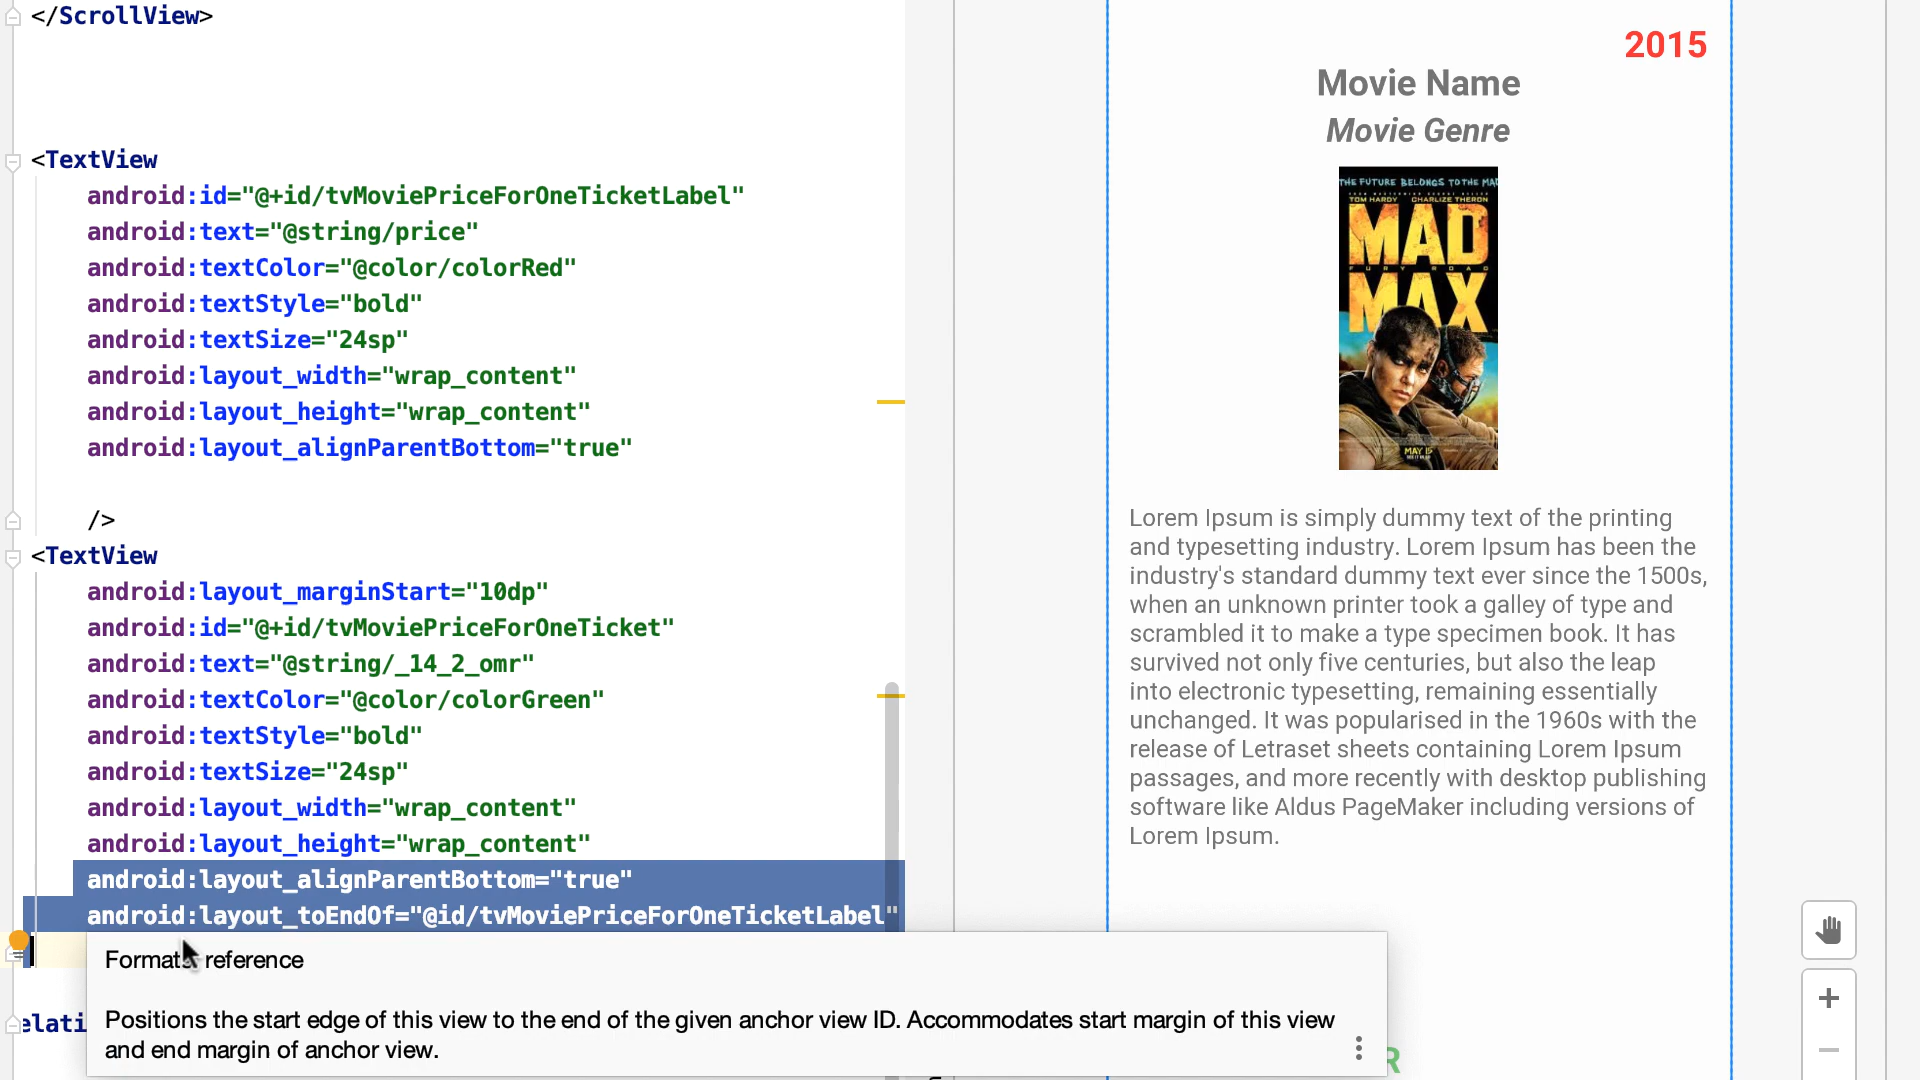 </ScrollView>
<TextView
android:id="@+id/tvMoviePriceForOneTicketLabel"
android:text="@string/price"
android:textColor="@color/colorRed"
android:textStyle="bold"
android:textSize="24sp"
android:layout_width="wrap_content"
android:layout_height="wrap_content"
android:layout_alignParentBottom="true"
/>
<TextView
android:layout_marginStart="10dp"
android:id="@+id/tvMoviePriceForOneTicket"
android:text="@string/_14_2_omr"
android:textColor="@color/colorGreen"
android:textStyle="bold"
android:textSize="24sp"
android:layout_width="wrap_content"
android:layout_height="wrap_content"
android:layout_alignParentBottom="true"
android:layout_toEndOf="@id/tvMoviePriceForOneTicketLabel"
elati
Formats reference
Positions the start edge of this view to the end of the given anchor view ID. Accommodates start margin of this view
and end margin of anchor view.
2015
Movie Name
Movie Genre
THE FUTURE BELONGS TO THE MAD
TOM HARDY CHARLIZE THERON
MAD
MAX
FURY ROAD
MAY 15
Lorem Ipsum is simply dummy text of the printing
and typesetting industry. Lorem Ipsum has been the
industry's standard dummy text ever since the 1500s,
when an unknown printer took a galley of type and
scrambled it to make a type specimen book. It has
survived not only five centuries, but also the leap
into electronic typesetting, remaining essentially
unchanged. It was popularised in the 1960s with the
release of Letraset sheets containing Lorem Ipsum
passages, and more recently with desktop publishing
software like Aldus PageMaker including versions of
Lorem Ipsum.
R